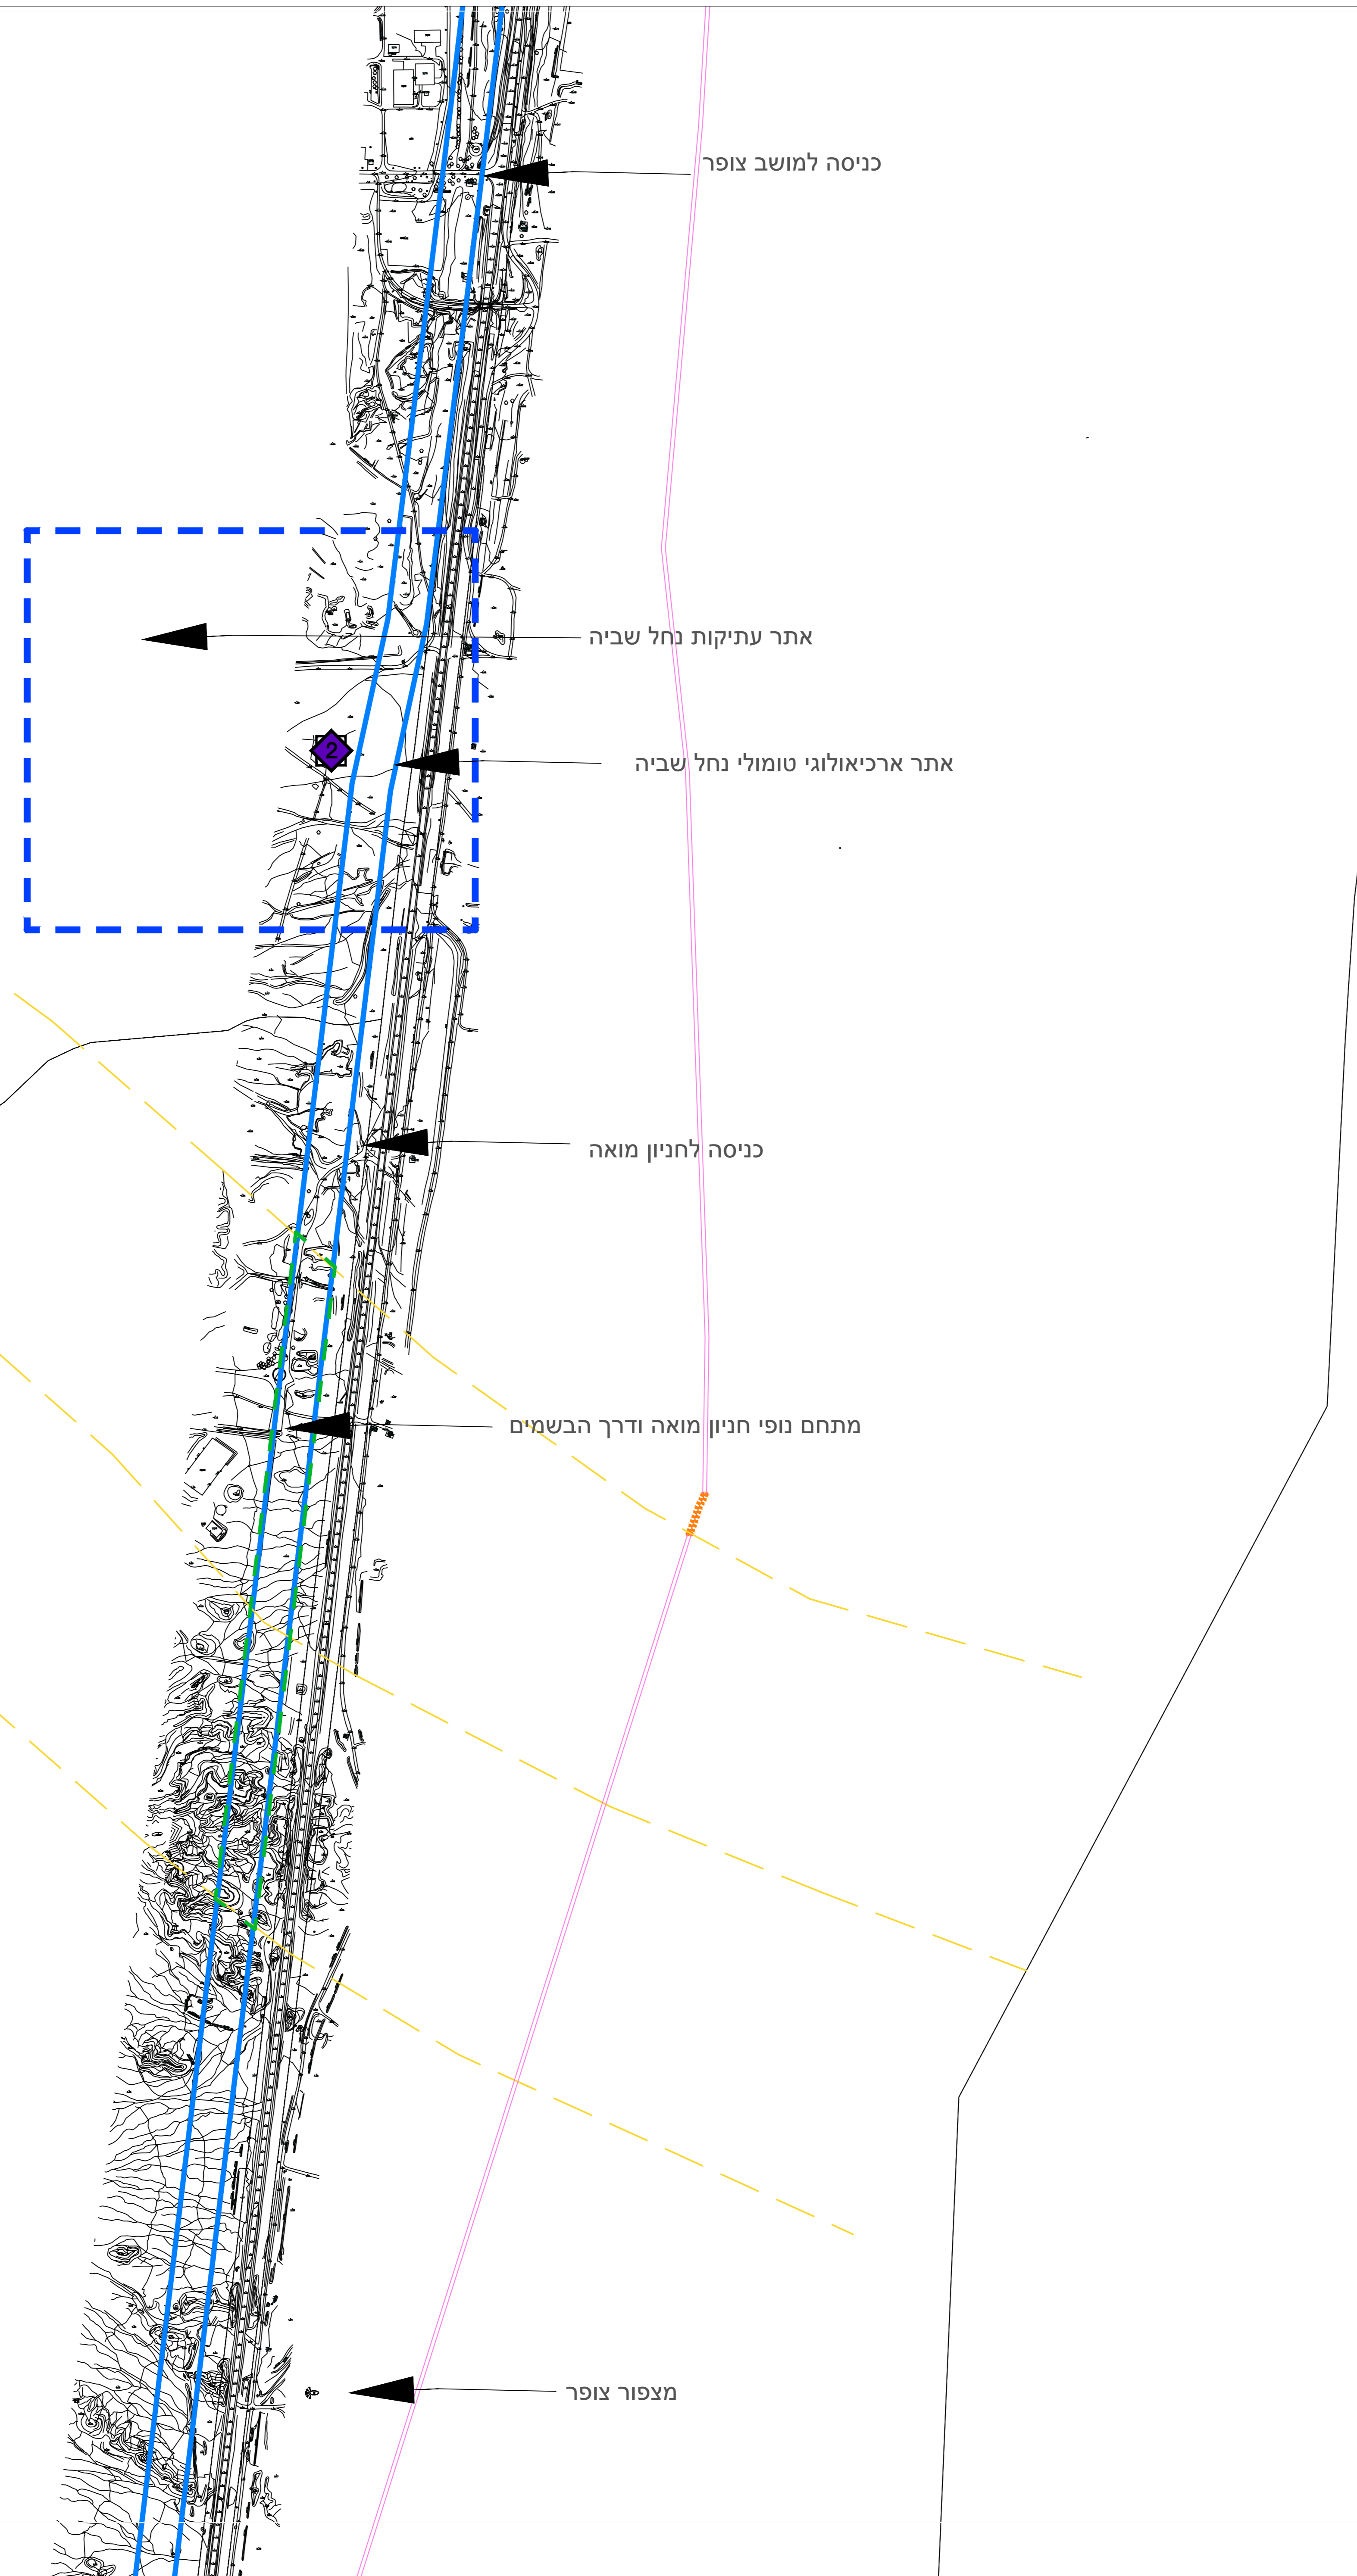 כניסה למושב צופר
אתר עתיקות נחל שביה
2
אתר ארכיאולוגי טומולי נחל שביה
כניסה לחניון מואה
מתחם נופי חניון מואה ודרך הבשמים
מצפור צופר